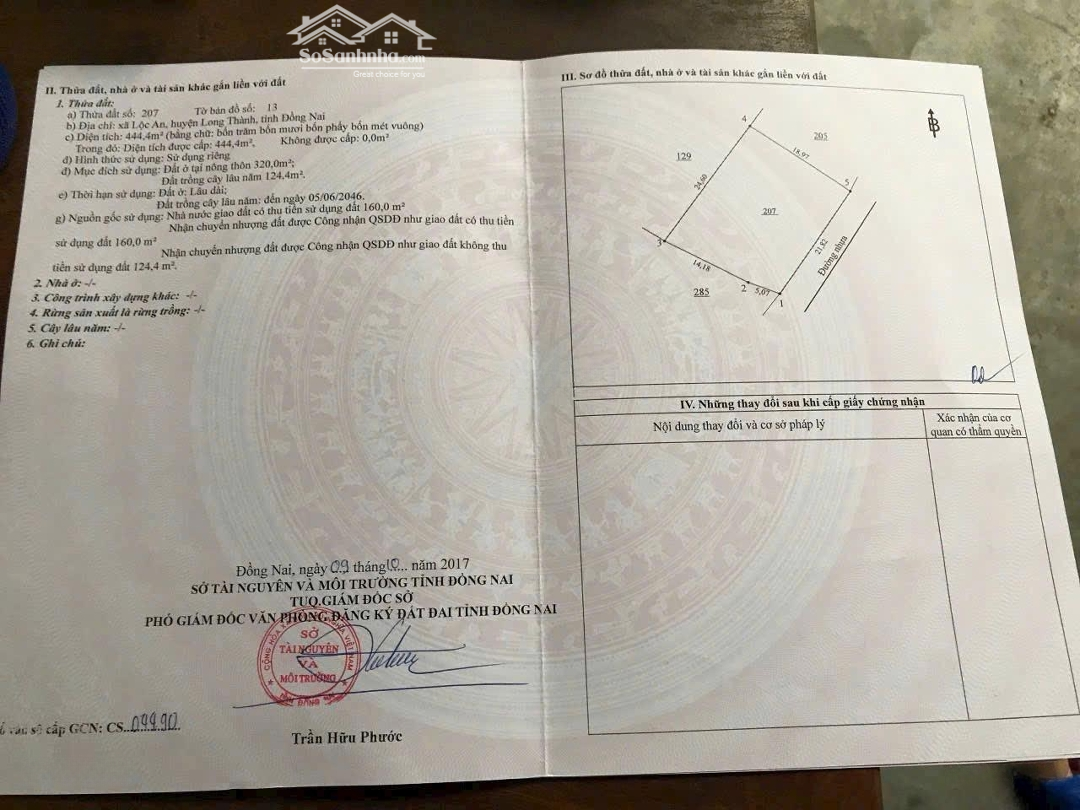 SoSanhnha.com
Great choice for you
II. Thửa đất, nhà ở và tài sản khác gắn liền với đất
1. Thửa đất:
a) Thửa đất số: 207 Tờ bản đồ số: 13
b) Địa chỉ: xã Lộc An, huyện Long Thành, tỉnh Đồng Nai
c) Diện tích: 444,4m² (bằng chữ: bốn trăm bốn mươi bốn phẩy bốn mét vuông)
Trong đó: Diện tích được cấp: 444,4m², Không được cấp: 0,0m²
d) Hình thức sử dụng: Sử dụng riêng
đ) Mục đích sử dụng: Đất ở tại nông thôn 320,0m²;
Đất trồng cây lâu năm 124,4m².
e) Thời hạn sử dụng: Đất ở: Lâu dài;
Đất trồng cây lâu năm: đến ngày 05/06/2046.
g) Nguồn gốc sử dụng: Nhà nước giao đất có thu tiền sử dụng đất 160,0 m²
Nhận chuyển nhượng đất được Công nhận QSDĐ như giao đất có thu tiền
sử dụng đất 160,0 m²
Nhận chuyển nhượng đất được Công nhận QSDĐ như giao đất không thu
tiền sử dụng đất 124,4 m².
2. Nhà ở: -/-
3. Công trình xây dựng khác: -/-
4. Rừng sản xuất là rừng trồng: -/-
5. Cây lâu năm: -/-
6. Ghi chú:
Đồng Nai, ngày 09 tháng 10... năm 2017
SỞ TÀI NGUYÊN VÀ MÔI TRƯỜNG TỈNH ĐỒNG NAI
TUQ.GIÁM ĐỐC SỞ
PHÓ GIÁM ĐỐC VĂN PHÒNG ĐĂNG KÝ ĐẤT ĐAI TỈNH ĐỒNG NAI
SỞ
TÀI NGUYÊN
VÀ
MÔI TRƯỜNG
Trần Hữu Phước
số cấp GCN: CS..09990
III. Sơ đồ thửa đất, nhà ở và tài sản khác gắn liền với đất
B
4
205
129
18,97
24,60
5
207
21,82
Đường nhựa
3
14,18
2
5,07
1
285
IV. Những thay đổi sau khi cấp giấy chứng nhận
Nội dung thay đổi và cơ sở pháp lý
Xác nhận của cơ
quan có thẩm quyền